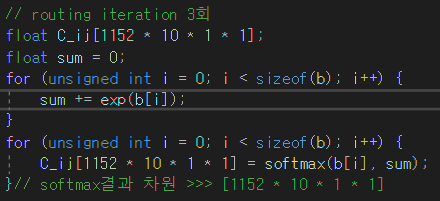 // routing iteration 3회
float C_ij[1152 * 10 * 1 * 1];
float sum = 0;
for (unsigned int i = 0; i < sizeof(b); i++) {
    sum += exp(b[i]);
}
for (unsigned int i = 0; i < sizeof(b); i++) {
    C_ij[1152 * 10 * 1 * 1] = softmax(b[i], sum);
}// softmax결과 차원 >>> [1152 * 10 * 1 * 1]